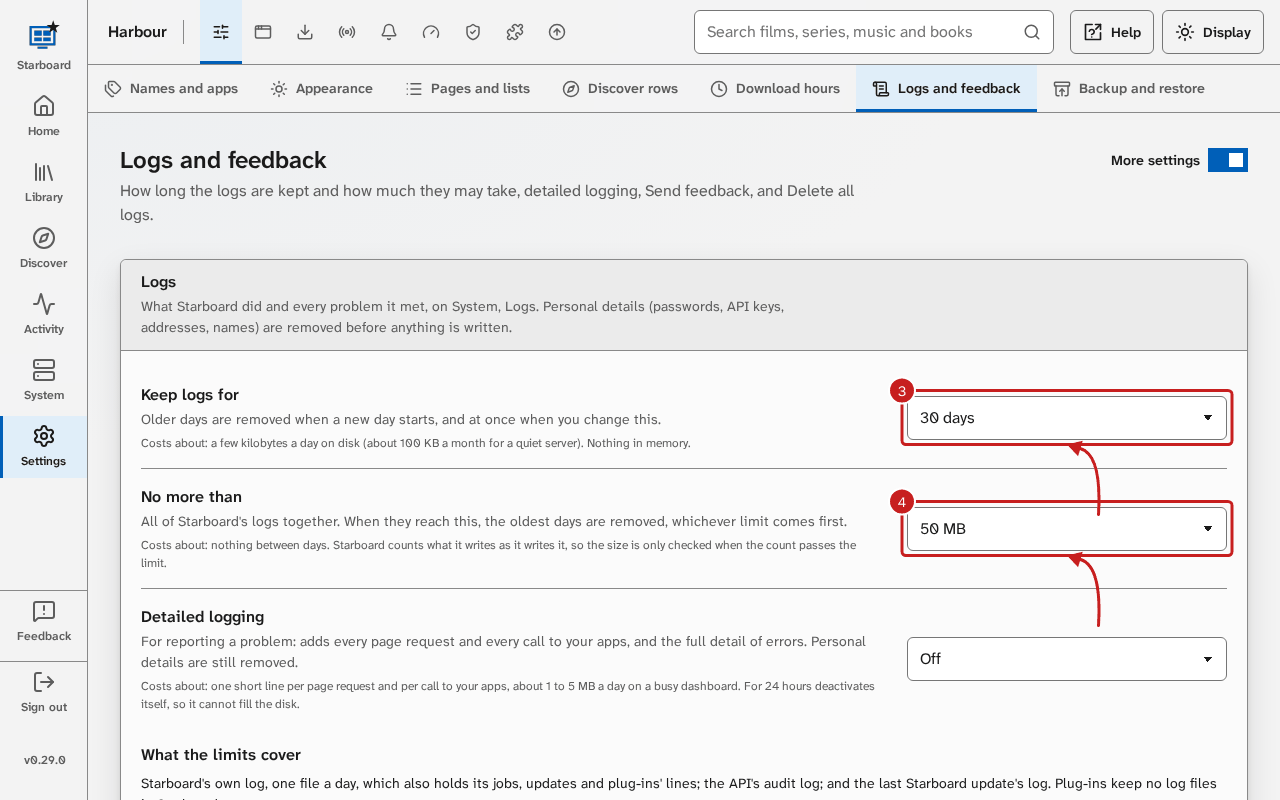 Starboard
Home
Library
Discover
Activity
System
Settings
Feedback
Sign out
v0.29.0
Harbour
Search films, series, music and books
Help
Display
Names and apps
Appearance
Pages and lists
Discover rows
Download hours
Logs and feedback
Backup and restore
Logs and feedback
More settings
How long the logs are kept and how much they may take, detailed logging, Send feedback, and Delete all
logs.
Logs
What Starboard did and every problem it met, on System, Logs. Personal details (passwords, API keys,
addresses, names) are removed before anything is written.
Keep logs for
Older days are removed when a new day starts, and at once when you change this.
Costs about: a few kilobytes a day on disk (about 100 KB a month for a quiet server). Nothing in memory.
3
30 days
No more than
All of Starboard's logs together. When they reach this, the oldest days are removed, whichever limit comes first.
Costs about: nothing between days. Starboard counts what it writes as it writes it, so the size is only checked when the count passes the
limit.
4
50 MB
Detailed logging
For reporting a problem: adds every page request and every call to your apps, and the full detail of errors. Personal
details are still removed.
Costs about: one short line per page request and per call to your apps, about 1 to 5 MB a day on a busy dashboard. For 24 hours deactivates
itself, so it cannot fill the disk.
Off
What the limits cover
Starboard's own log, one file a day, which also holds its jobs, updates and plug-ins' lines; the API's audit log; and the last Starboard update's log. Plug-ins keep no log files